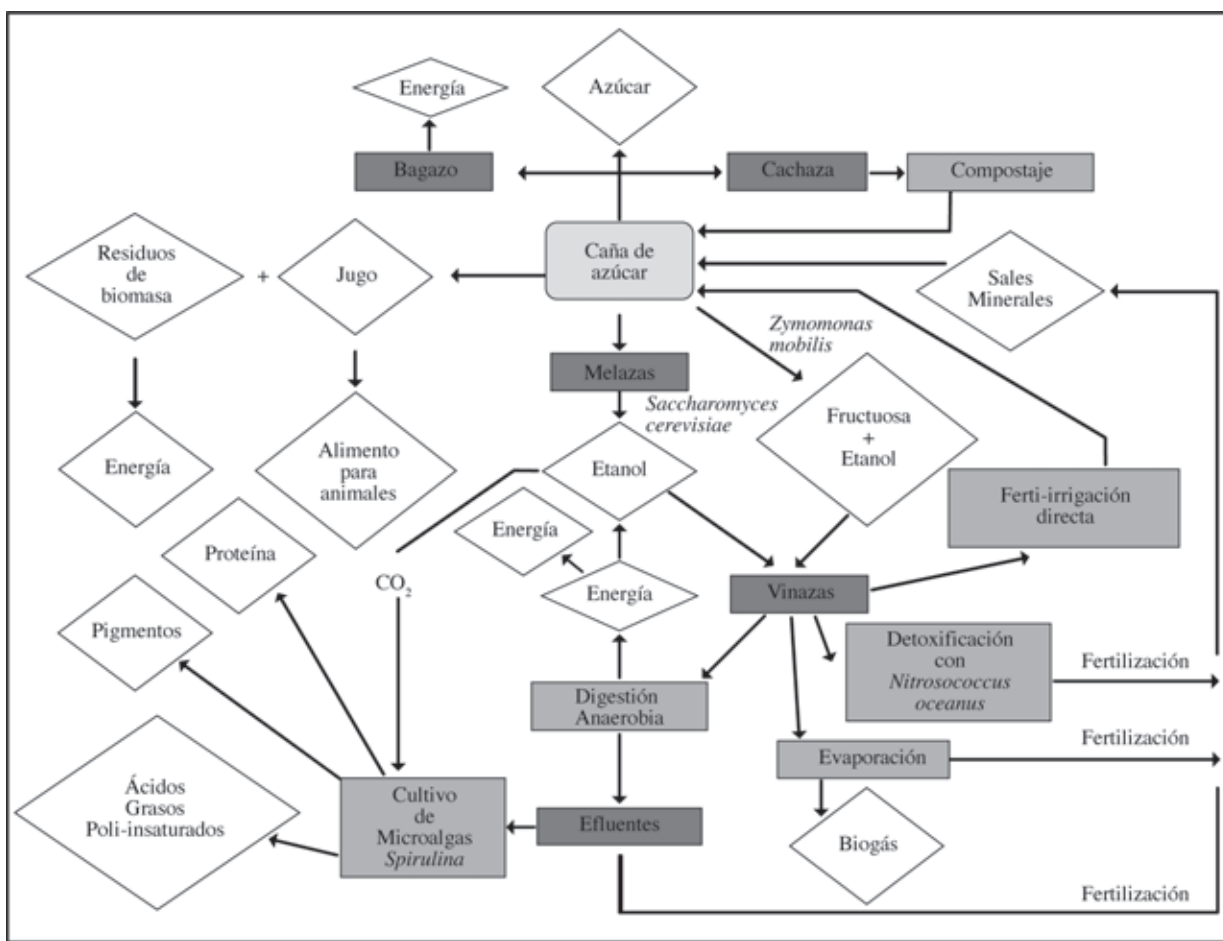 Energía
Azúcar
Bagazo
Cachaza
Compostaje
Residuos
de
biomasa
+
Jugo
Caña de
azúcar
Sales
Minerales
Zymomonas
mobilis
Melazas
Saccharomyces
cerevisiae
Fructuosa
+
Etanol
Energía
Alimento
para
animales
Etanol
Ferti-irrigación
directa
Energía
Proteína
CO₂
Energía
Vinazas
Pigmentos
Detoxificación
con
Nitrosococcus
oceanus
Fertilización
Digestión
Anaerobia
Fertilización
Evaporación
Ácidos
Grasos
Poli-insaturados
Cultivo
de
Microalgas
Spirulina
Efluentes
Biogás
Fertilización